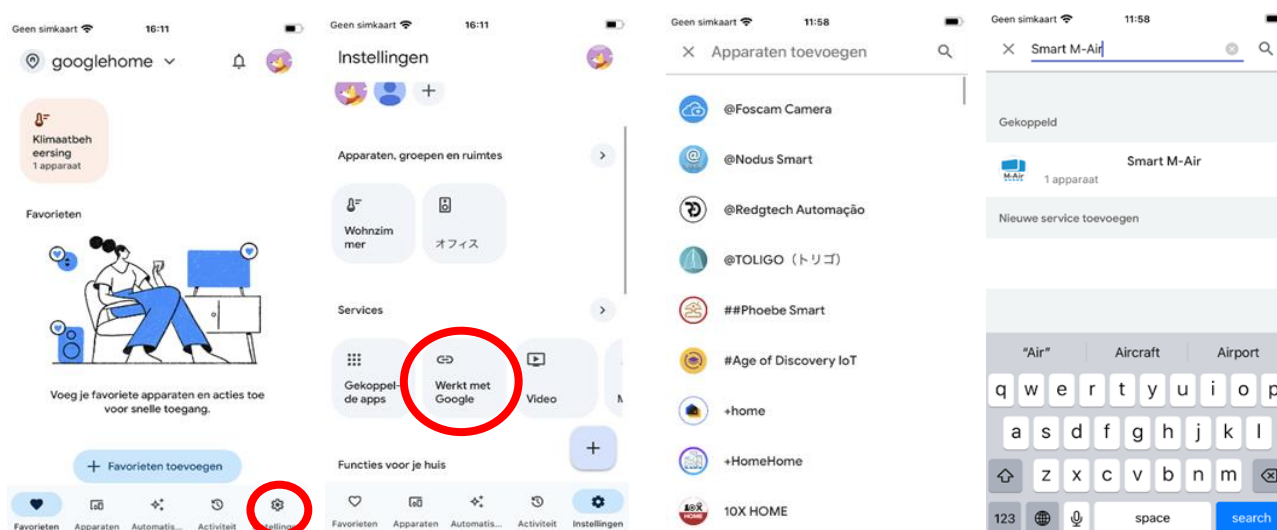 Geen simkaart
16:11
googlehome
Klimaatbeh
eersing
1 apparaat
Favorieten
Voeg je favoriete apparaten en acties toe
voor snelle toegang.
+ Favorieten toevoegen
Favorieten
Apparaten
Automatis...
Activiteit
Geen simkaart
16:11
Instellingen
Apparaten, groepen en ruimtes
Wohnzim
mer
オフィス
Services
Gekoppel-
de apps
Werkt met
Google
Video
Functies voor je huis
Favorieten
Apparaten
Automatis...
Activiteit
Instellingen
Geen simkaart
11:58
Apparaten toevoegen
@Foscam Camera
@Nodus Smart
@Redgtech Automação
@TOLIGO（トリゴ）
##Phoebe Smart
#Age of Discovery IoT
+home
+HomeHome
10X HOME
Geen simkaart
11:58
Smart M-Air
Gekoppeld
M-Air
Smart M-Air
1 apparaat
Nieuwe service toevoegen
"Air"
Aircraft
Airport
q w e r t y u i o p
a s d f g h j k l
z x c v b n m
123
space
search